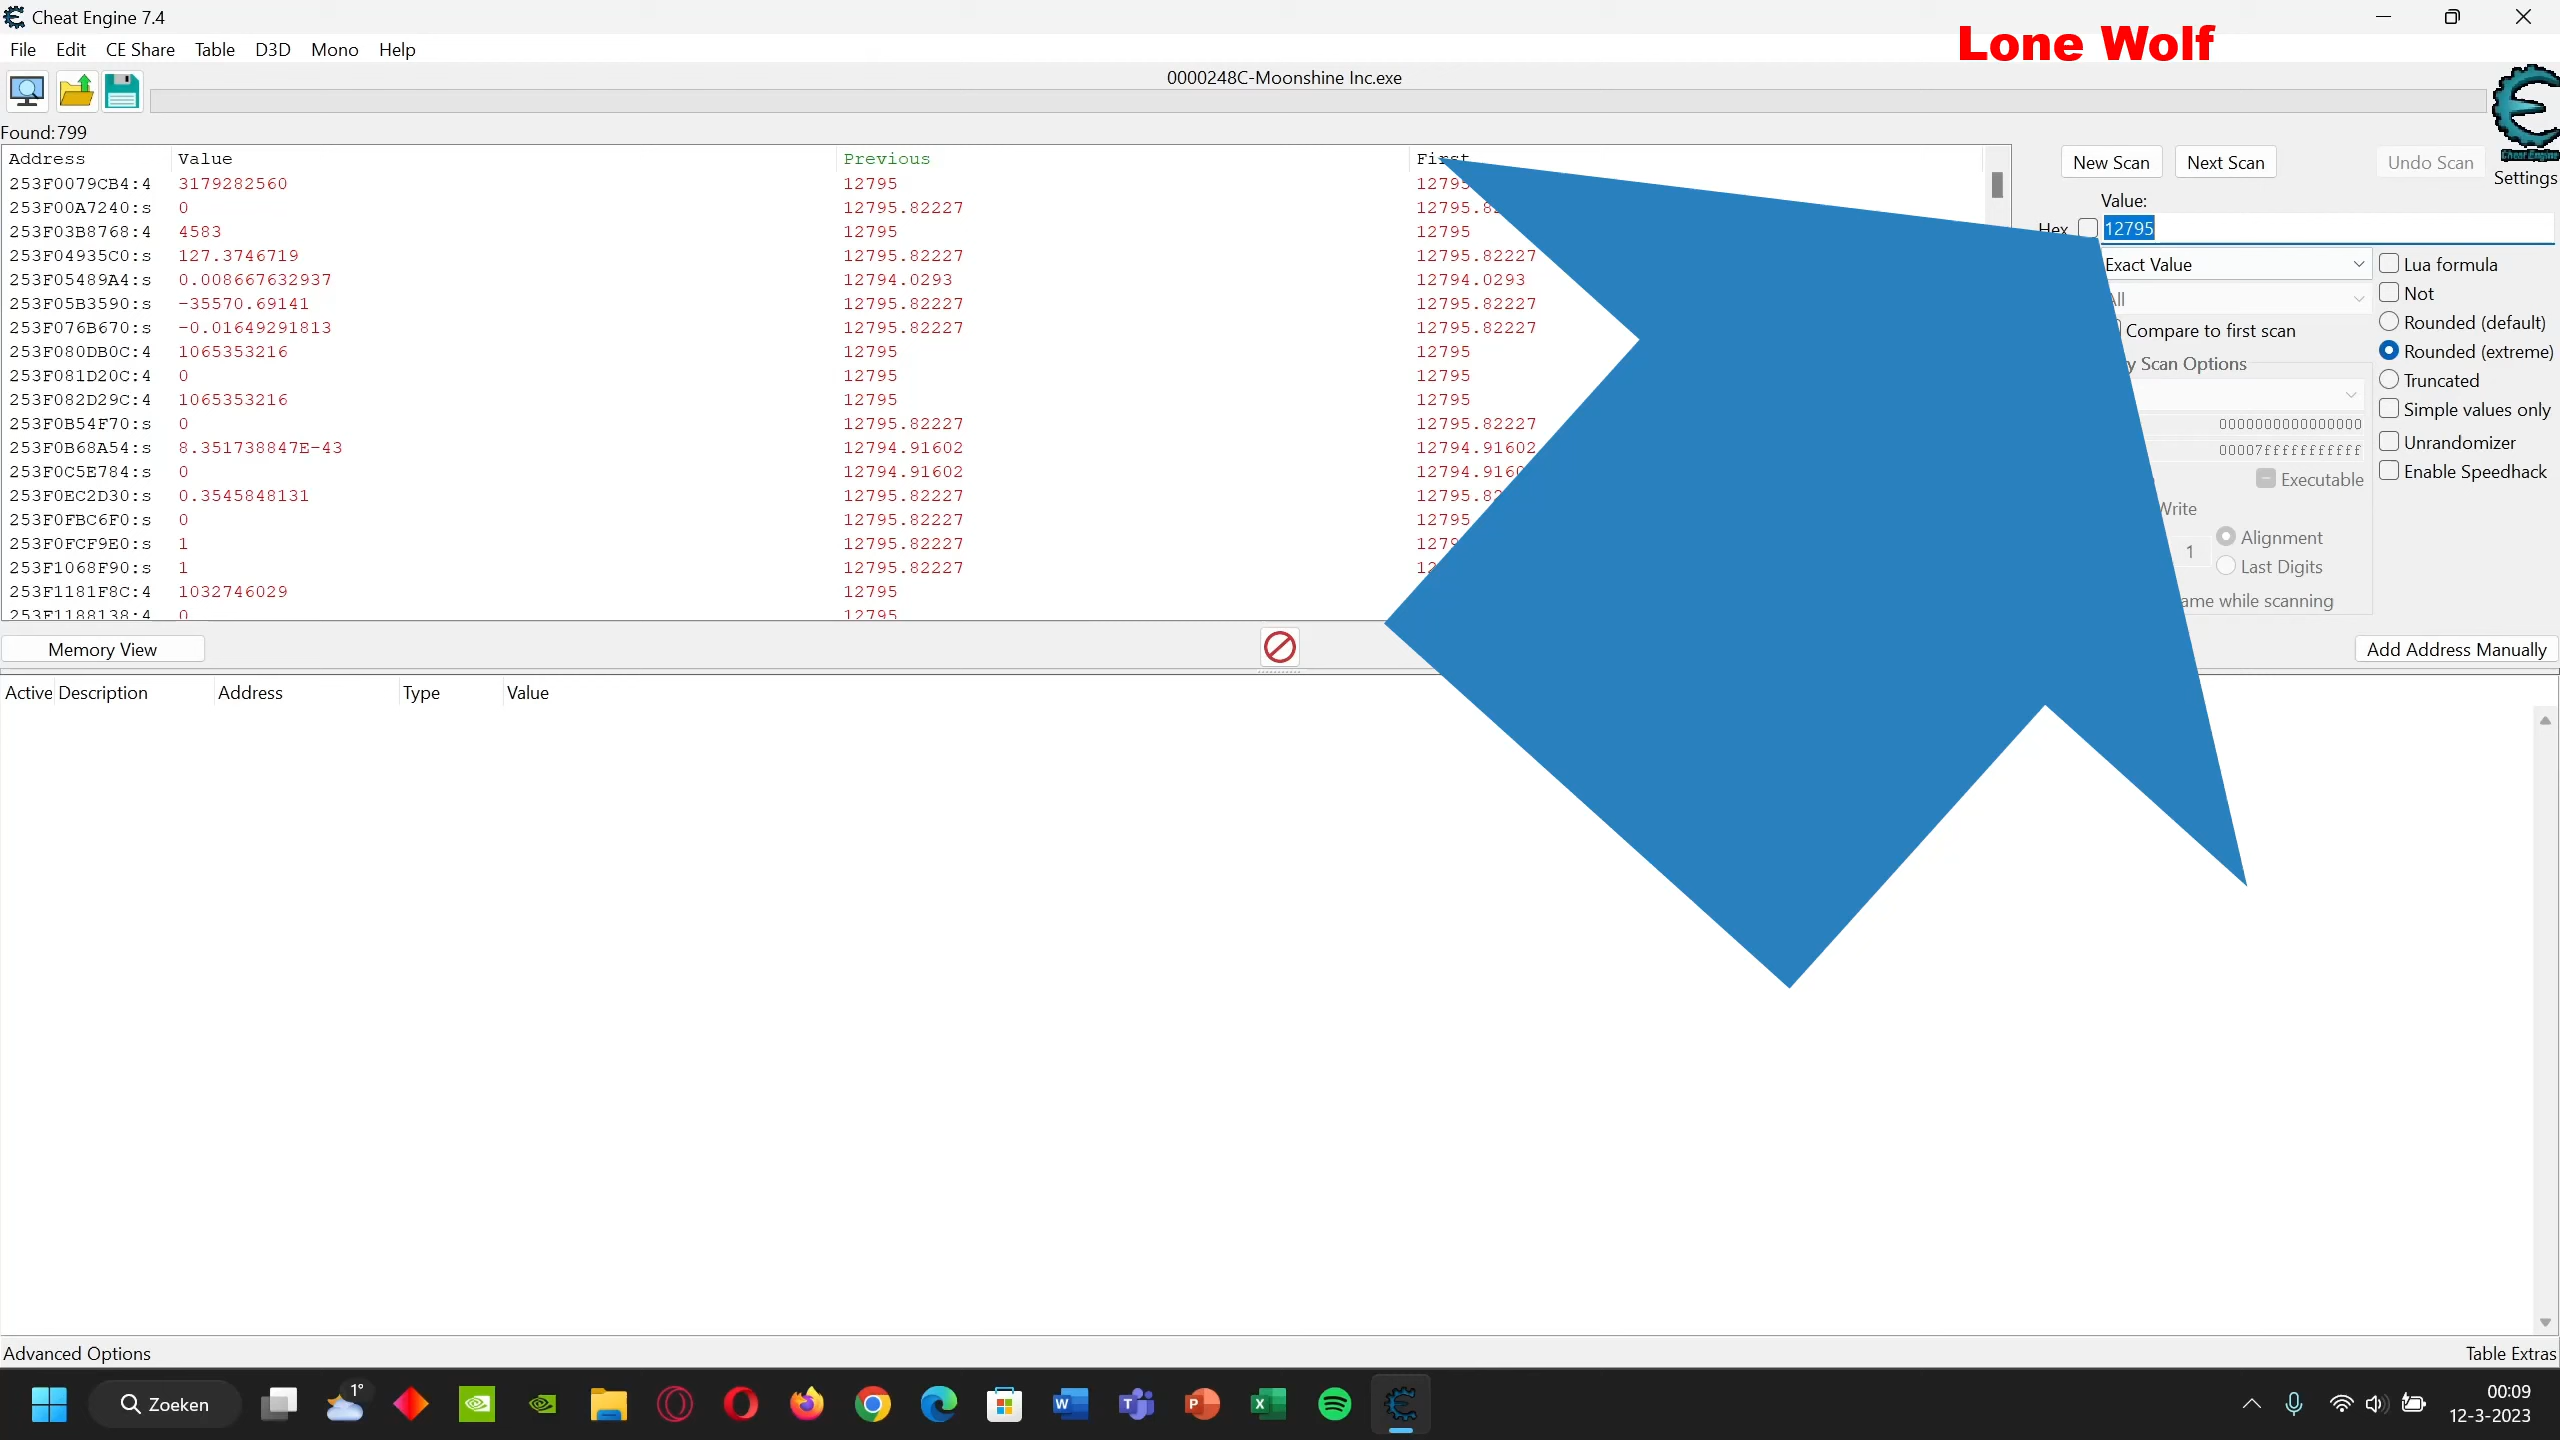 Cheat Engine 7.4
Lone Wolf
File Edit CE Share Table D3D Mono Help
0000248C-Moonshine Inc.exe
Found:799
Cheat Engine
Settings
Address Value Previous First
253F0079CB4:4 3179282560 12795 12795
253F00A7240:s 0 12795.82227
253F03B8768:4 4583 12795 12795
253F04935C0:s 127.3746719 12795.82227 12795.82227
253F05489A4:s 0.008667632937 12794.0293 12794.0293
253F05B3590:s -35570.69141 12795.82227 12795.82227
253F076B670:s -0.01649291813 12795.82227 12795.82227
253F080DB0C:4 1065353216 12795 12795
253F081D20C:4 0 12795 12795
253F082D29C:4 1065353216 12795 12795
253F0B54F70:s 0 12795.82227 12795.82227
253F0B68A54:s 8.351738847E-43 12794.91602 12794.91602
253F0C5E784:s 0 12794.91602
253F0EC2D30:s 0.3545848131 12795.82227
253F0FBC6F0:s 0 12795.82227
253F0FCF9E0:s 1 12795.82227
253F1068F90:s 1 12795.82227
253F1181F8C:4 1032746029 12795
253F1188138:4 0 12795
New Scan Next Scan Undo Scan
Value:
Hex 12795
Exact Value
Compare to first scan
Scan Options
0000000000000000
00007fffffffffff
Executable
Write
1 Alignment
Last Digits
while scanning
Lua formula
Not
Rounded (default)
Rounded (extreme)
Truncated
Simple values only
Unrandomizer
Enable Speedhack
Memory View
Add Address Manually
Active Description Address Type Value
Advanced Options Table Extras
Zoeken
1°
00:09
12-3-2023